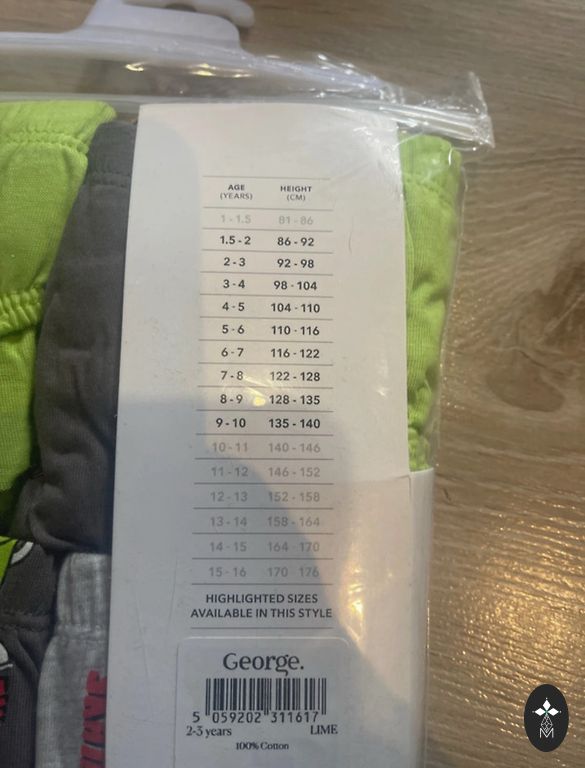 AGE HEIGHT
(YEARS) (CM)
1 - 1.5 81 - 86
1.5 - 2 86 - 92
2 - 3 92 - 98
3 - 4 98 - 104
4 - 5 104 - 110
5 - 6 110 - 116
6 - 7 116 - 122
7 - 8 122 - 128
8 - 9 128 - 135
9 - 10 135 - 140
10 - 11 140 - 146
11 - 12 146 - 152
12 - 13 152 - 158
13 - 14 158 - 164
14 - 15 164 - 170
15 - 16 170 176
HIGHLIGHTED SIZES
AVAILABLE IN THIS STYLE
George.
5 059202 311617
2-3 years LIME
100% Cotton